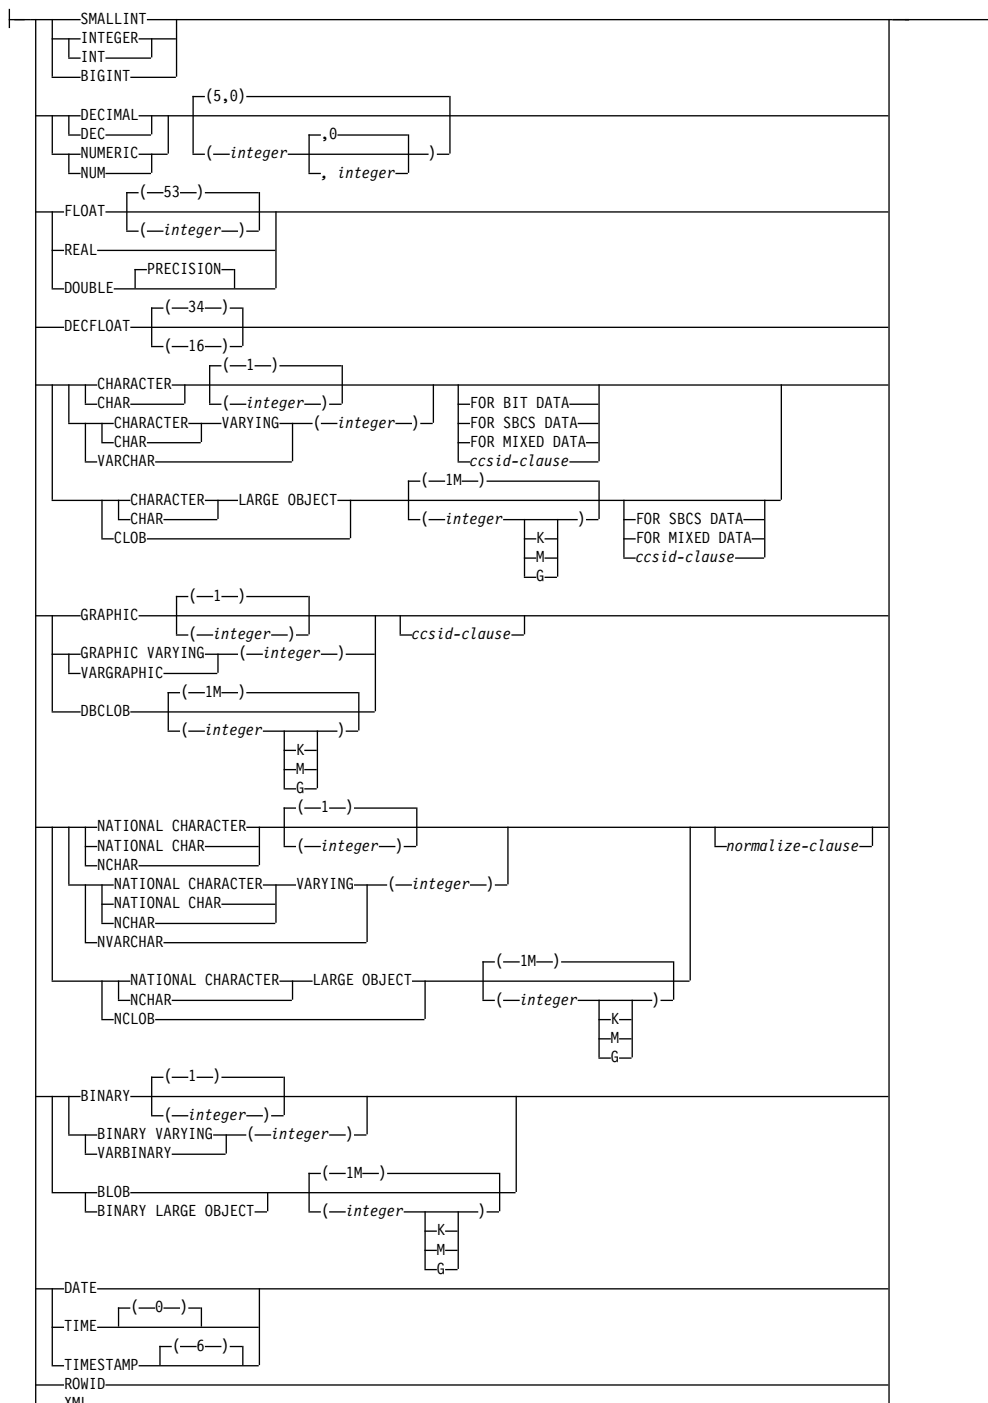 SMALLINT
INTEGER
INT
BIGINT
(5,0)
DECIMAL
DEC
,0
NUMERIC
( integer )
NUM
, integer
( 53 )
FLOAT
( integer )
REAL
PRECISION
DOUBLE
( 34 )
DECFLOAT
( 16 )
( 1 )
CHARACTER
CHAR ( integer ) FOR BIT DATA
CHARACTER VARYING ( integer ) FOR SBCS DATA
CHAR FOR MIXED DATA
VARCHAR ccsid-clause
( 1M )
CHARACTER LARGE OBJECT
CHAR ( integer ) FOR SBCS DATA
CLOB K FOR MIXED DATA
M ccsid-clause
G
( 1 )
GRAPHIC
( integer ) ccsid-clause
GRAPHIC VARYING ( integer )
VARGRAPHIC
( 1M )
DBCLOB
( integer )
K
M
G
( 1 )
NATIONAL CHARACTER
NATIONAL CHAR ( integer ) normalize-clause
NCHAR
NATIONAL CHARACTER VARYING ( integer )
NATIONAL CHAR
NCHAR
NVARCHAR
( 1M )
NATIONAL CHARACTER LARGE OBJECT
NCHAR ( integer )
NCLOB K
M
G
( 1 )
BINARY
( integer )
BINARY VARYING ( integer )
VARBINARY
( 1M )
BLOB
BINARY LARGE OBJECT ( integer )
K
M
G
DATE
( 0 )
TIME
( 6 )
TIMESTAMP
ROWID
XML